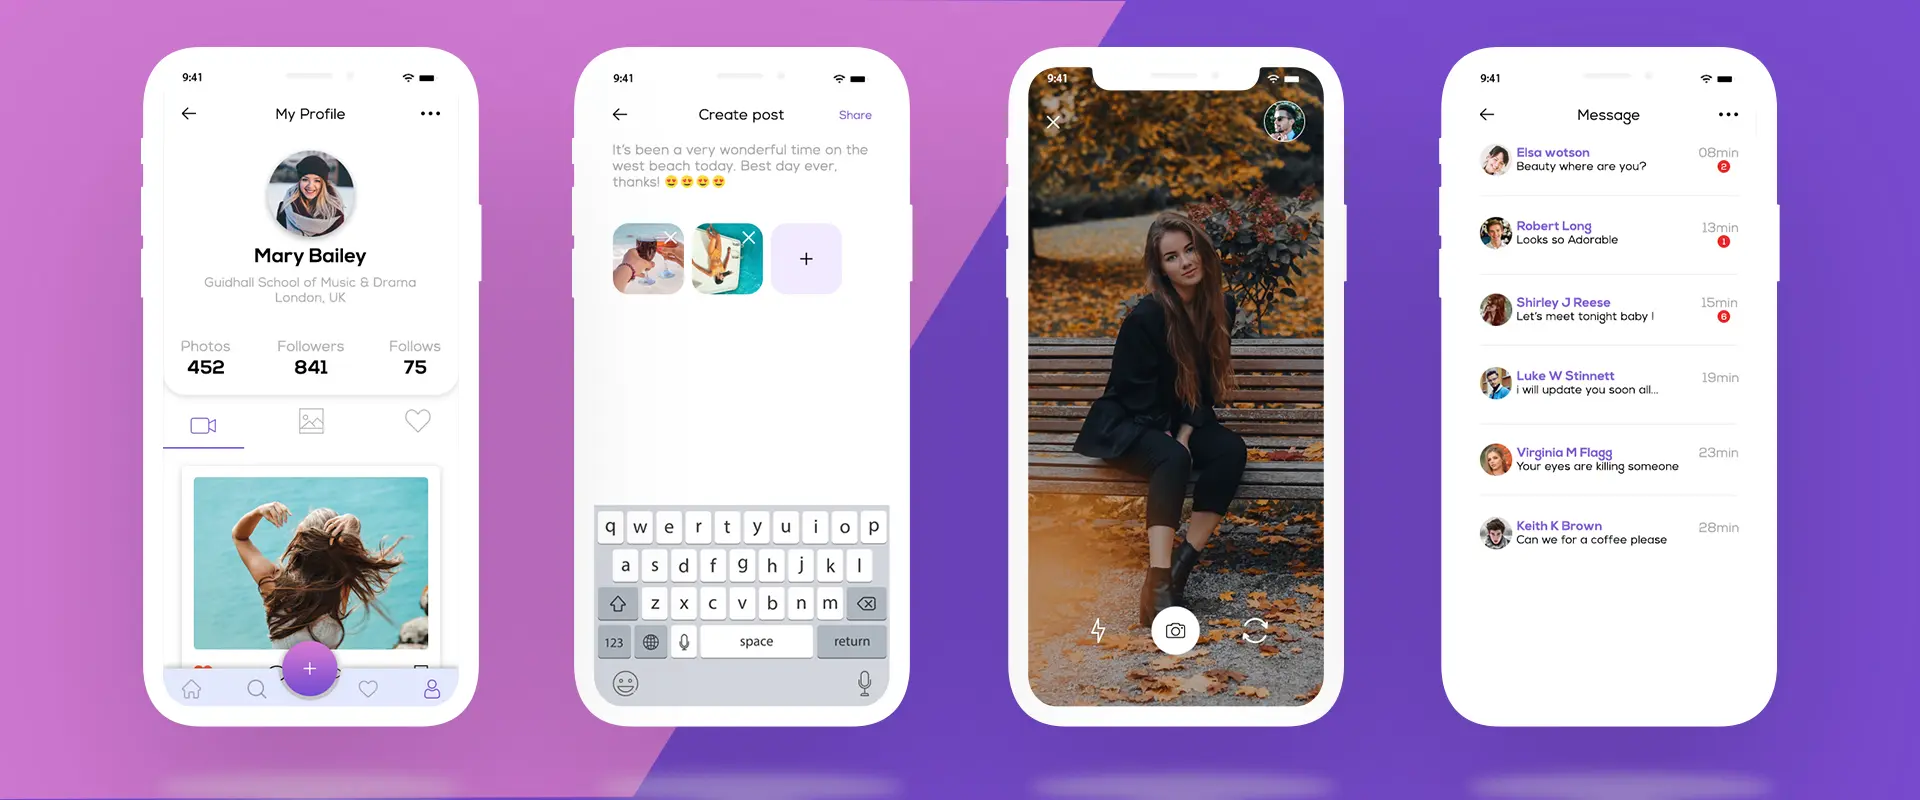 9:41
My Profile
Mary Bailey
Guidhall School of Music & Drama
London, UK
Photos
Followers
Follows
452
841
75
9:41
Create post
Share
It's been a very wonderful time on the
west beach today. Best day ever,
thanks! 😍😍😍😍
q w e r t y u i o p
a s d f g h j k l
z x c v b n m
123
space
return
9:41
9:41
Message
Elsa wotson
08min
Beauty where are you?
2
Robert Long
13min
Looks so Adorable
1
Shirley J Reese
15min
Let's meet tonight baby !
6
Luke W Stinnett
19min
i will update you soon all...
Virginia M Flagg
23min
Your eyes are killing someone
Keith K Brown
28min
Can we for a coffee please